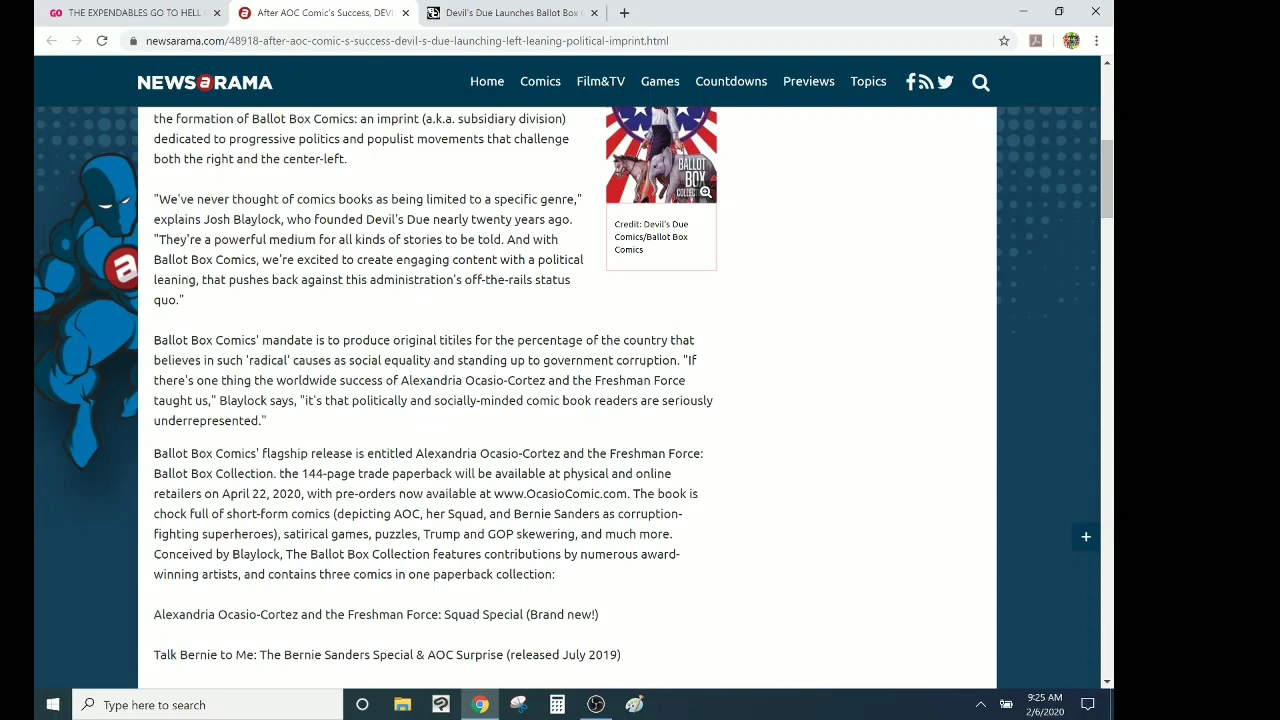 THE EXPENDABLES GO TO HELL
After AOC Comic's Success, DEVI
Devil's Due Launches Ballot Box
newsarama.com/48918-after-aoc-comic-s-success-devil-s-due-launching-left-leaning-political-imprint.html
NEWSaRAMA
Home Comics Film&TV Games Countdowns Previews Topics
the formation of Ballot Box Comics: an imprint (a.k.a. subsidiary division)
dedicated to progressive politics and populist movements that challenge
both the right and the center-left.
BALLOT
BOX
COLLECT
Credit: Devil's Due
Comics/Ballot Box
Comics
"We've never thought of comics books as being limited to a specific genre,"
explains Josh Blaylock, who founded Devil's Due nearly twenty years ago.
"They're a powerful medium for all kinds of stories to be told. And with
Ballot Box Comics, we're excited to create engaging content with a political
leaning, that pushes back against this administration's off-the-rails status
quo."
Ballot Box Comics' mandate is to produce original titiles for the percentage of the country that
believes in such 'radical' causes as social equality and standing up to government corruption. "If
there's one thing the worldwide success of Alexandria Ocasio-Cortez and the Freshman Force
taught us," Blaylock says, "it's that politically and socially-minded comic book readers are seriously
underrepresented."
Ballot Box Comics' flagship release is entitled Alexandria Ocasio-Cortez and the Freshman Force:
Ballot Box Collection. the 144-page trade paperback will be available at physical and online
retailers on April 22, 2020, with pre-orders now available at www.OcasioComic.com. The book is
chock full of short-form comics (depicting AOC, her Squad, and Bernie Sanders as corruption-
fighting superheroes), satirical games, puzzles, Trump and GOP skewering, and much more.
Conceived by Blaylock, The Ballot Box Collection features contributions by numerous award-
winning artists, and contains three comics in one paperback collection:
Alexandria Ocasio-Cortez and the Freshman Force: Squad Special (Brand new!)
Talk Bernie to Me: The Bernie Sanders Special & AOC Surprise (released July 2019)
Type here to search
9:25 AM
2/6/2020